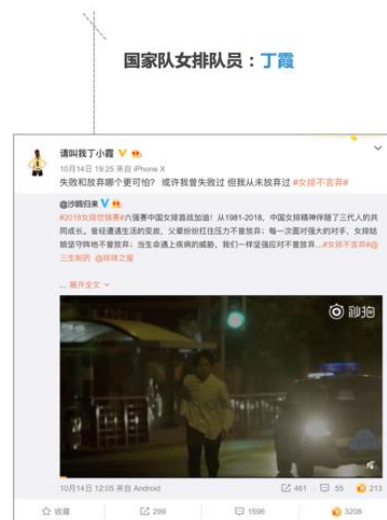 国家队女排队员：丁霞
请叫我丁小霞
10月14日 19:25 来自 iPhone X
失败和放弃哪个更可怕？ 或许我曾失败过 但我从未放弃过 #女排不言弃#
@沙鸥归来
#2018女排世锦赛#六强赛中国女排首战加油！从1981-2018，中国女排精神伴随了三代人的共
同成长。曾经遭遇生活的变故，父辈纷纷扛住压力不曾放弃；每一次面对强大的对手，女排姑
娘坚守阵地不曾放弃；当生命遇上疾病的威胁，我们一样坚强应对不曾放弃...#女排不言弃#@
三生制药 @排球之窗
... 展开全文
秒拍
10月14日 12:05 来自 Android
461
55
213
收藏
299
1596
3208